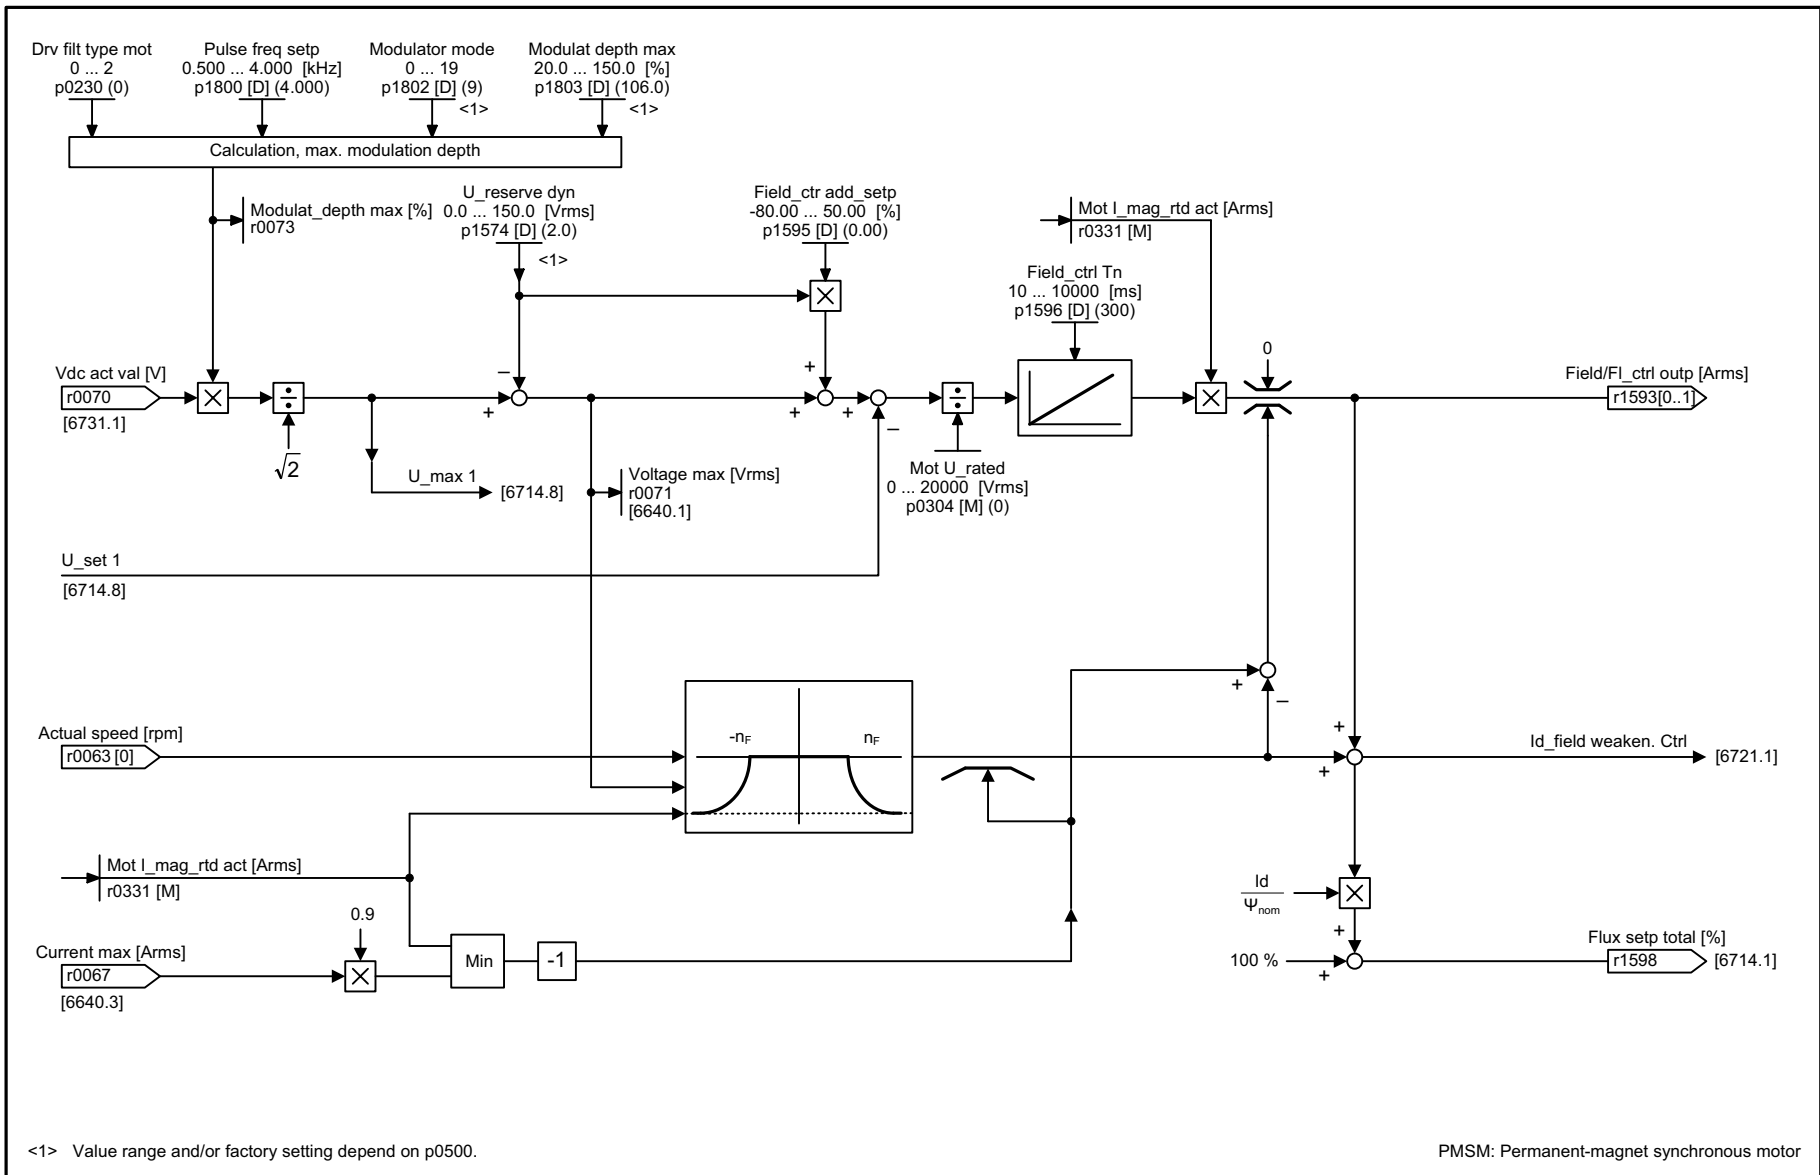 Drv filt type mot
0 ... 2
p0230 (0)
Pulse freq setp
0.500 ... 4.000 [kHz]
p1800 [D] (4.000)
Modulator mode
0 ... 19
p1802 [D] (9)
<1>
Modulat depth max
20.0 ... 150.0 [%]
p1803 [D] (106.0)
<1>
Calculation, max. modulation depth
Modulat_depth max [%]
r0073
U_reserve dyn
0.0 ... 150.0 [Vrms]
p1574 [D] (2.0)
<1>
Field_ctr add_setp
-80.00 ... 50.00 [%]
p1595 [D] (0.00)
×
Mot I_mag_rtd act [Arms]
r0331 [M]
Field_ctrl Tn
10 ... 10000 [ms]
p1596 [D] (300)
Vdc act val [V]
r0070
[6731.1]
×
÷
√2
–
+
+
+
+
–
÷
×
0
Field/Fl_ctrl outp [Arms]
r1593[0..1]
U_max 1
[6714.8]
Voltage max [Vrms]
r0071
[6640.1]
Mot U_rated
0 ... 20000 [Vrms]
p0304 [M] (0)
U_set 1
[6714.8]
+
–
Actual speed [rpm]
r0063 [0]
-nF
nF
+
+
Id_field weaken. Ctrl
[6721.1]
Mot I_mag_rtd act [Arms]
r0331 [M]
0.9
Current max [Arms]
r0067
[6640.3]
×
Min
-1
Id
Ψnom
×
+
100 %
+
Flux setp total [%]
r1598
[6714.1]
<1> Value range and/or factory setting depend on p0500.
PMSM: Permanent-magnet synchronous motor